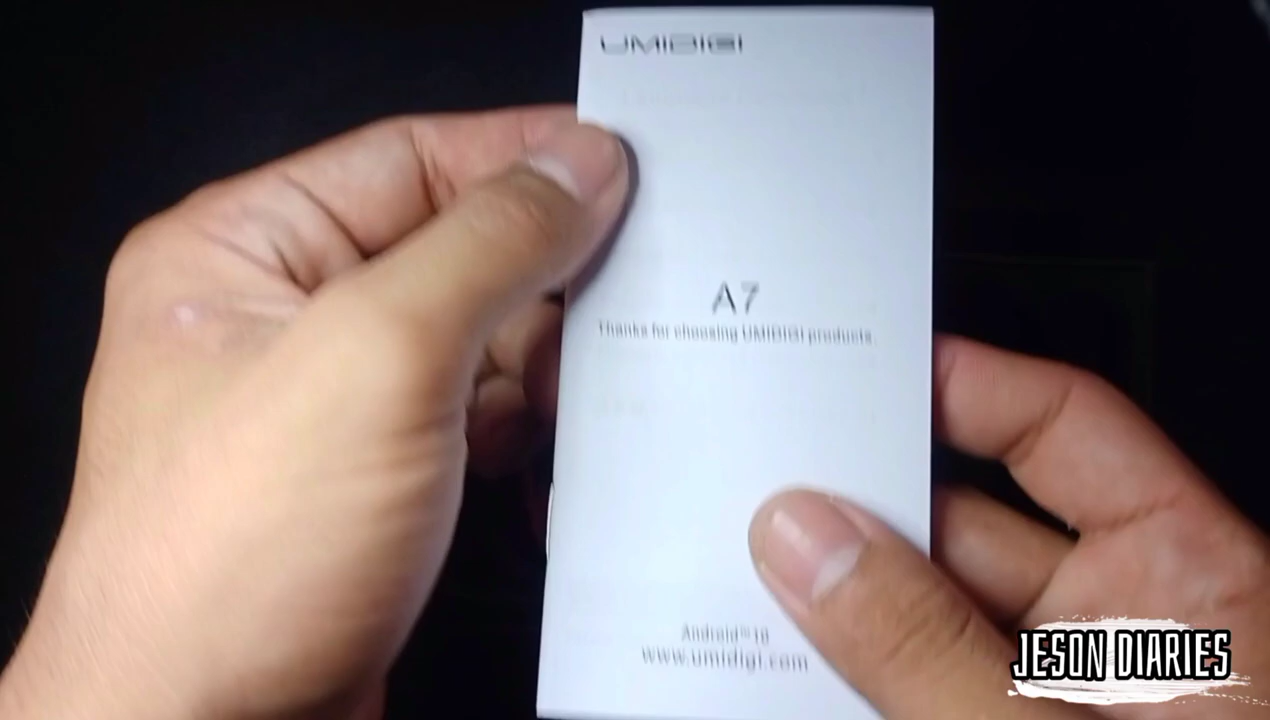 UMIDIGI
A7
Thanks for choosing UMIDIGI products.
Android™10
www.umidigi.com
JESON DIARIES